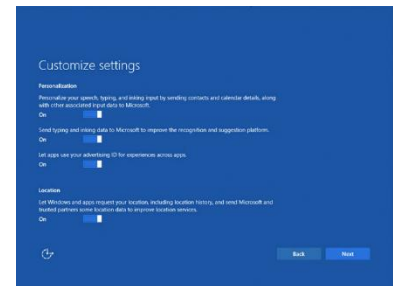 Customize settings
Personalization
Personalize your speech, typing, and inking input by sending contacts and calendar details, along
with other associated input data to Microsoft.
On
Send typing and inking data to Microsoft to improve the recognition and suggestion platform.
On
Let apps use your advertising ID for experiences across apps.
On
Location
Let Windows and apps request your location, including location history, and send Microsoft and
trusted partners some location data to improve location services.
On
Back
Next